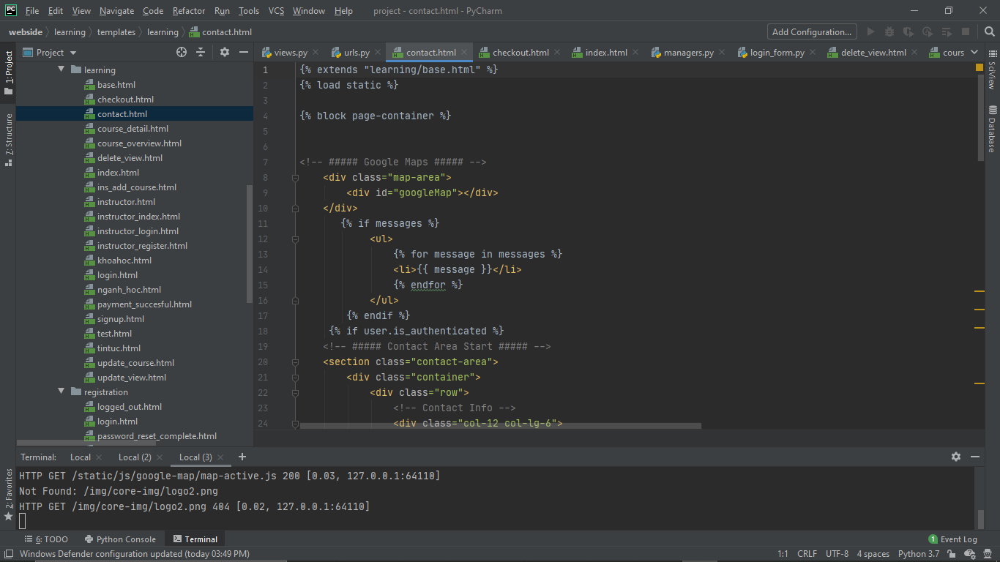 PC File Edit View Navigate Code Refactor Run Tools VCS Window Help project - contact.html - PyCharm
webside learning templates learning contact.html Add Configuration...
1: Project
7: Structure
2: Favorites
Project
learning
base.html
checkout.html
contact.html
course_detail.html
course_overview.html
delete_view.html
index.html
ins_add_course.html
instructor.html
instructor_index.html
instructor_login.html
instructor_register.html
khoahoc.html
login.html
nganh_hoc.html
payment_succesful.html
signup.html
test.html
tintuc.html
update_course.html
update_view.html
registration
logged_out.html
login.html
password_reset_complete.html
views.py urls.py contact.html checkout.html index.html managers.py login_form.py delete_view.html cours
1 {% extends "learning/base.html" %}
2 {% load static %}
3
4 {% block page-container %}
5
6
7 <!-- ##### Google Maps ##### -->
8 <div class="map-area">
9 <div id="googleMap"></div>
10 </div>
11 {% if messages %}
12 <ul>
13 {% for message in messages %}
14 <li>{{ message }}</li>
15 {% endfor %}
16 </ul>
17 {% endif %}
18 {% if user.is_authenticated %}
19 <!-- ##### Contact Area Start ##### -->
20 <section class="contact-area">
21 <div class="container">
22 <div class="row">
23 <!-- Contact Info -->
24 <div class="col-12 col-lg-6">
SciView
Database
Terminal: Local Local (2) Local (3) +
HTTP GET /static/js/google-map/map-active.js 200 [0.03, 127.0.0.1:64110]
Not Found: /img/core-img/logo2.png
HTTP GET /img/core-img/logo2.png 404 [0.02, 127.0.0.1:64110]
6: TODO Python Console Terminal 1 Event Log
Windows Defender configuration updated (today 03:49 PM) 1:1 CRLF UTF-8 4 spaces Python 3.7